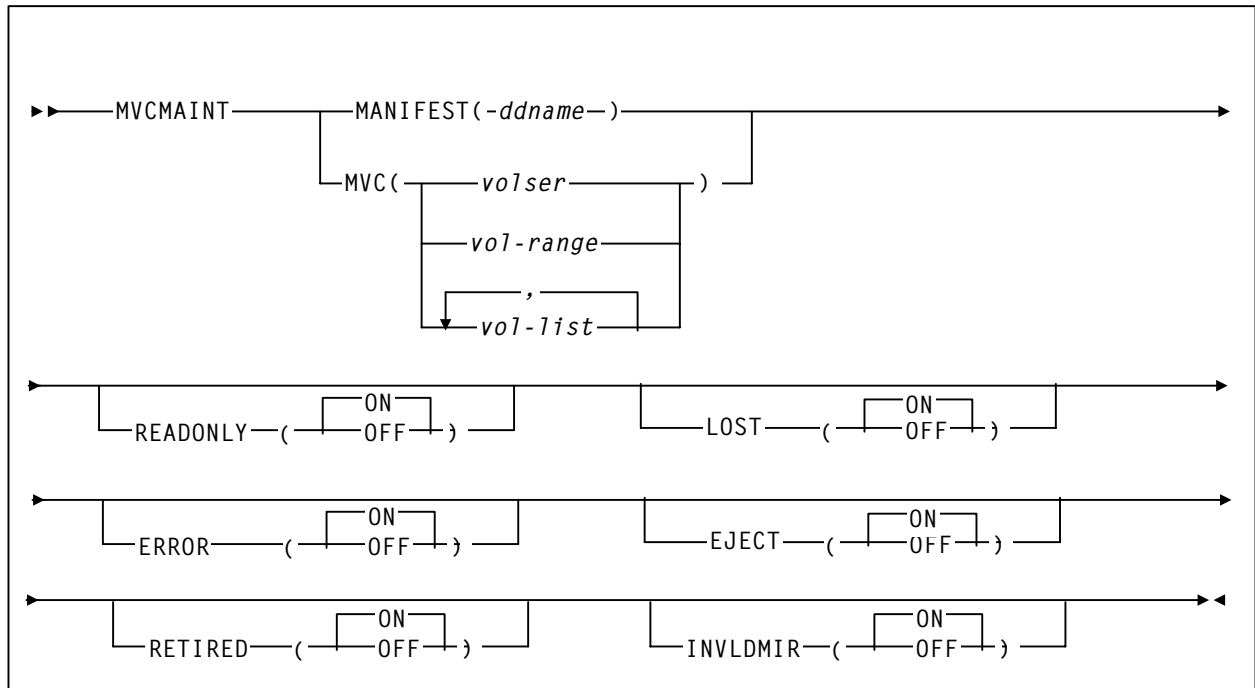 MVCMAINT MANIFEST(ddname)
MVC( volser )
vol-range
,
vol-list
ON ON
READONLY ( OFF ) LOST ( OFF )
ON ON
ERROR ( OFF ) EJECT ( OFF )
ON ON
RETIRED ( OFF ) INVLDMIR ( OFF )